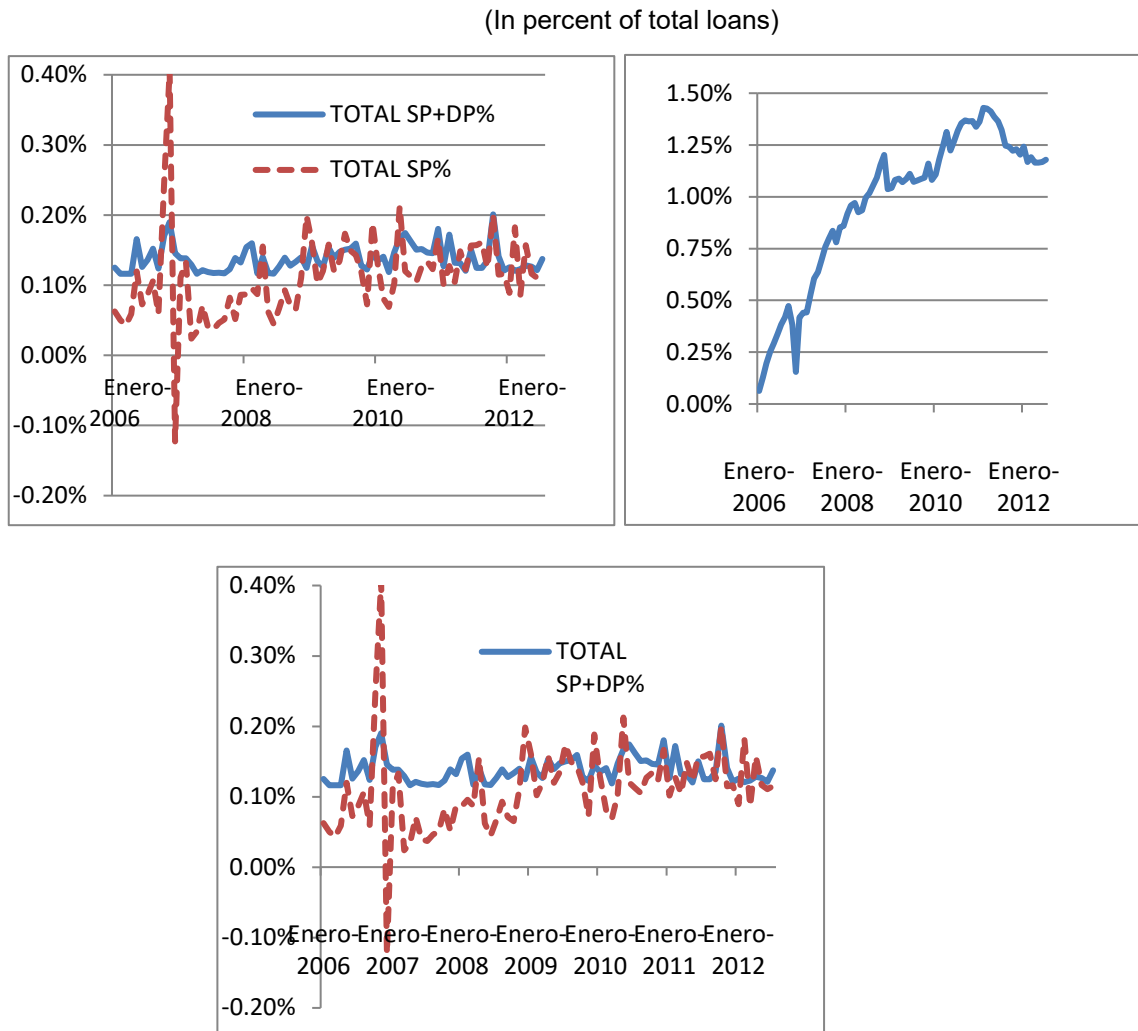 (In percent of total loans)
0.40%
0.30%
0.20%
0.10%
0.00%
-0.10%
-0.20%
TOTAL SP+DP%
TOTAL SP%
Enero- Enero- Enero- Enero-
2006 2008 2010 2012
1.50%
1.25%
1.00%
0.75%
0.50%
0.25%
0.00%
Enero- Enero- Enero- Enero-
2006 2008 2010 2012
0.40%
0.30%
0.20%
0.10%
0.00%
-0.10%
-0.20%
TOTAL
SP+DP%
Enero- Enero- Enero- Enero- Enero- Enero- Enero-
2006 2007 2008 2009 2010 2011 2012